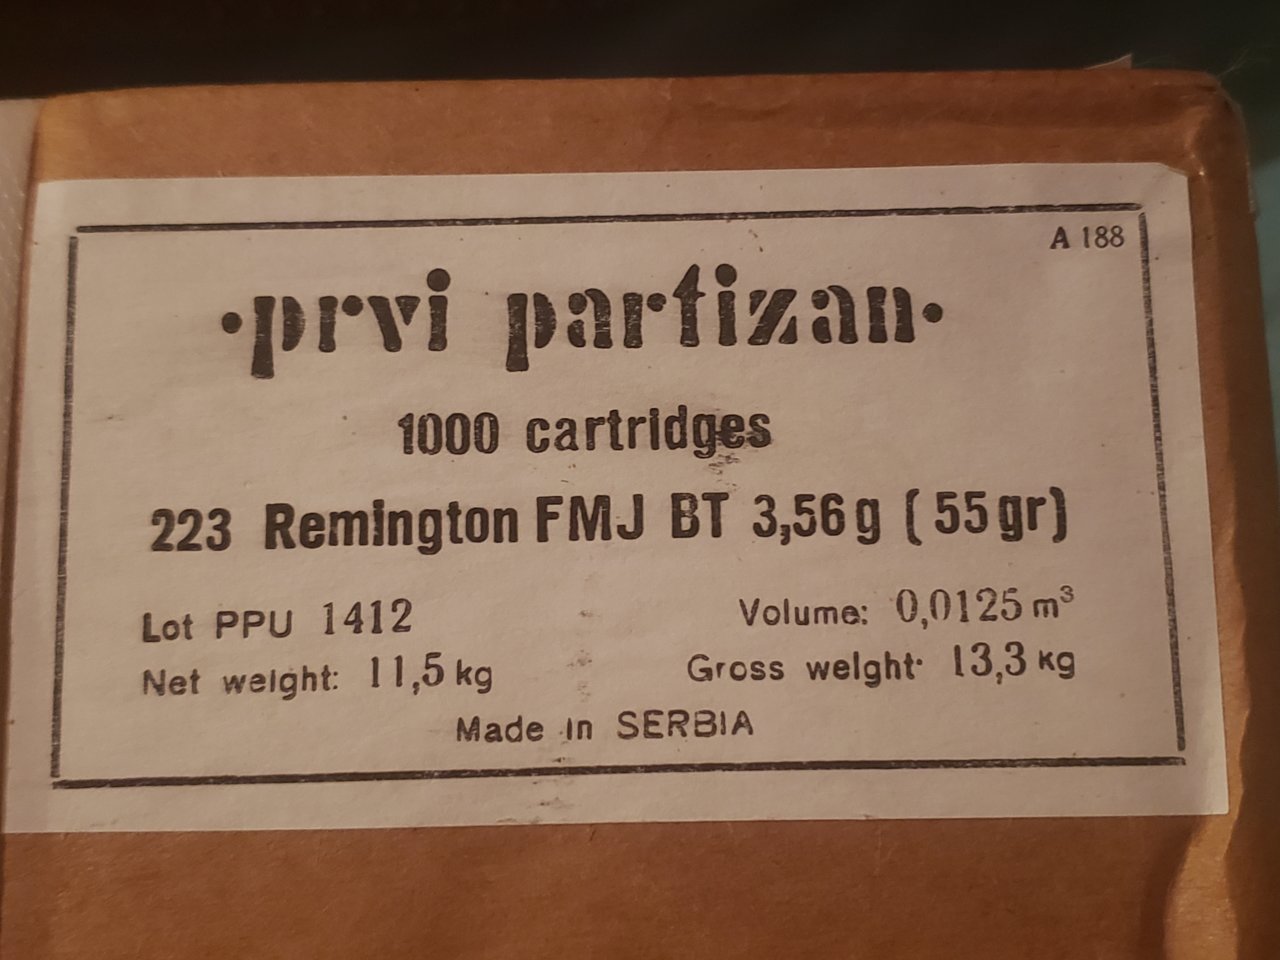 A 188
·prvi partizan·
1000 cartridges
223 Remington FMJ BT 3,56 g (55 gr)
Lot PPU 1412
Volume: 0,0125 m³
Net weight: 11,5 kg
Gross weight: 13,3 kg
Made in SERBIA